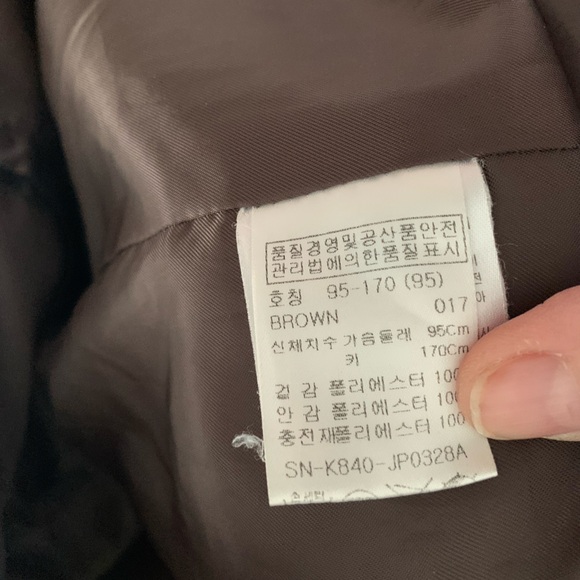 품질경영및공산품안전
관리법에의한품질표시
호칭 95-170 (95)
BROWN 017
신체치수 가슴둘레 95Cm
키 170Cm
겉 감 폴리에스터 100
안 감 폴리에스터 100
충전재폴리에스터 100
SN-K840-JP0328A